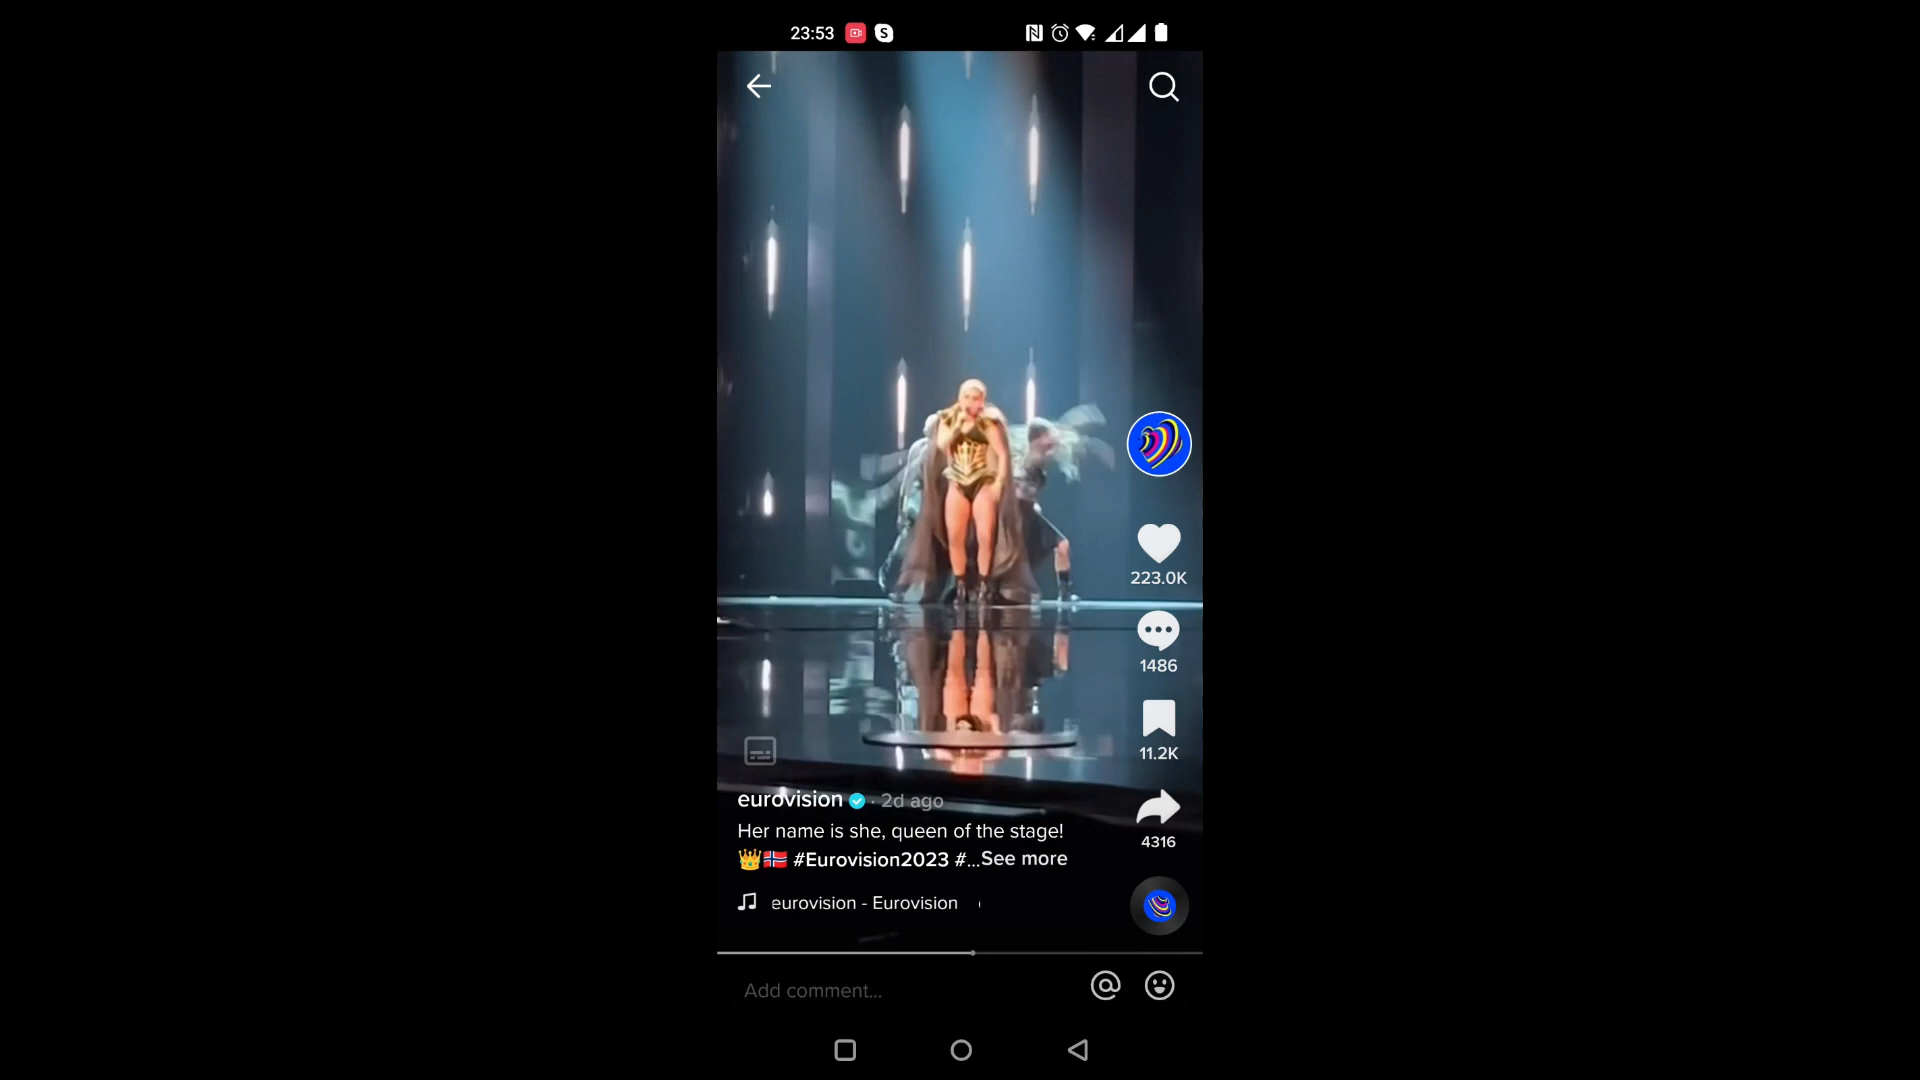 23:53
223.0K
1486
11.2K
4316
eurovision · 2d ago
Her name is she, queen of the stage!
👑🇳🇴 #Eurovision2023 #...See more
eurovision - Eurovision
Add comment...